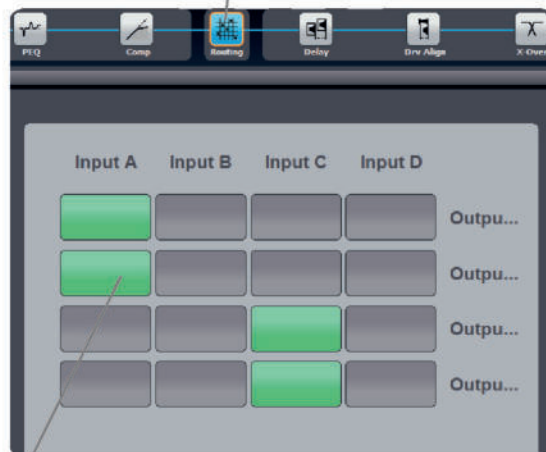 PEQ Comp Routing Delay Drv Align X-Over
Input A Input B Input C Input D
Outpu...
Outpu...
Outpu...
Outpu...